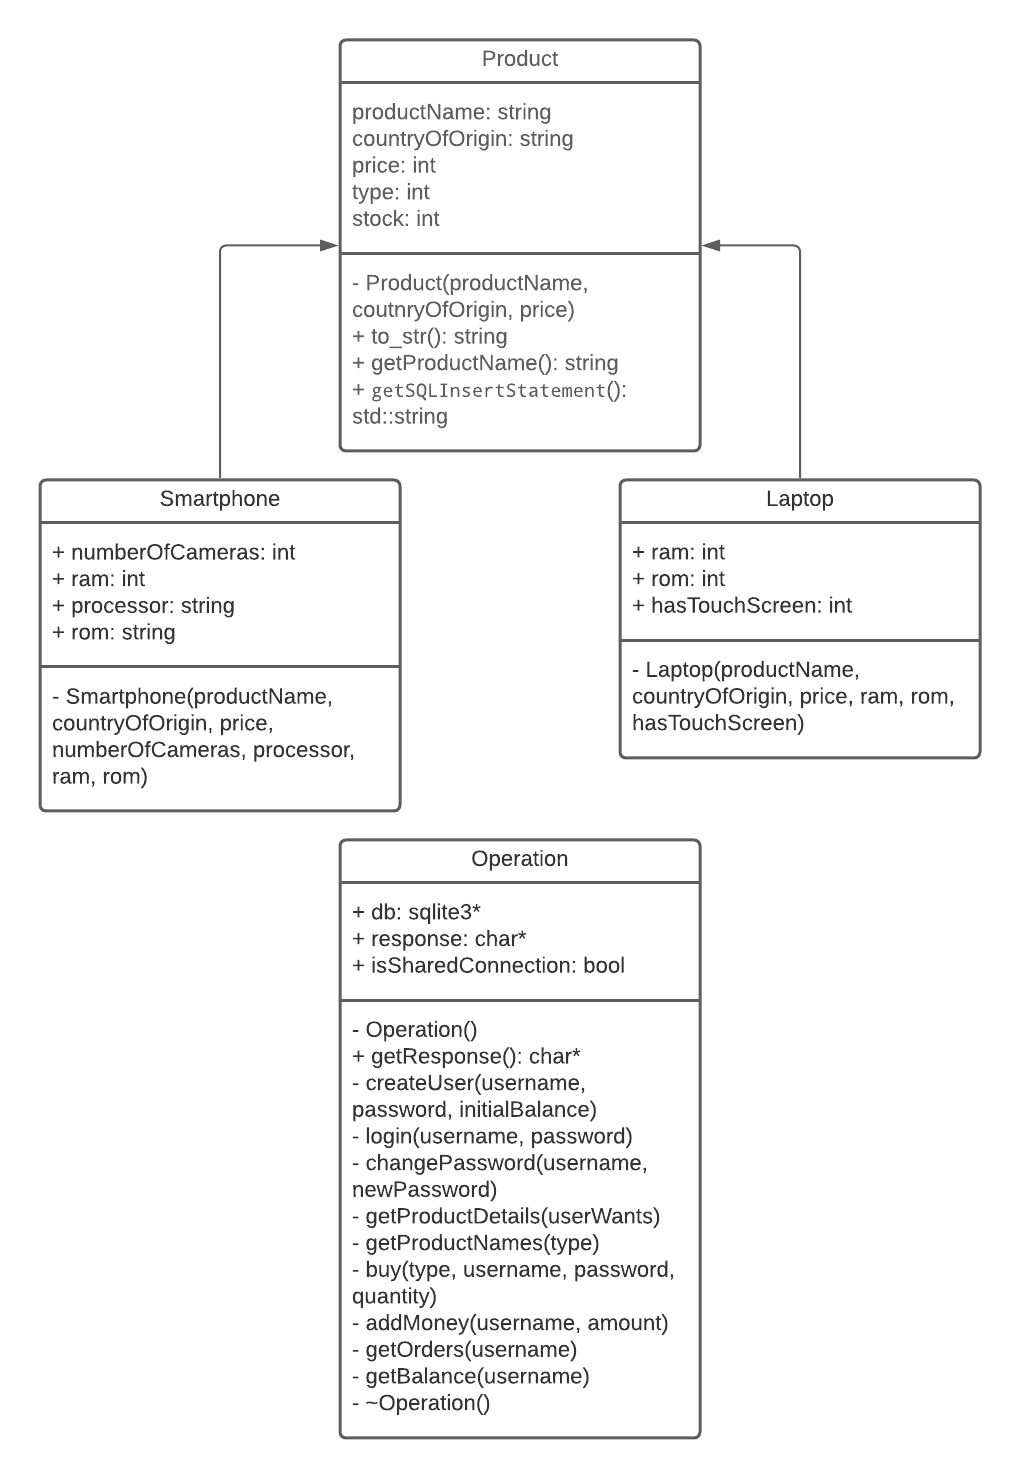 Product
productName: string
countryOfOrigin: string
price: int
type: int
stock: int
- Product(productName,
coutnryOfOrigin, price)
+ to_str(): string
+ getProductName(): string
+ getSQLInsertStatement():
std::string
Smartphone
+ numberOfCameras: int
+ ram: int
+ processor: string
+ rom: string
- Smartphone(productName,
countryOfOrigin, price,
numberOfCameras, processor,
ram, rom)
Laptop
+ ram: int
+ rom: int
+ hasTouchScreen: int
- Laptop(productName,
countryOfOrigin, price, ram, rom,
hasTouchScreen)
Operation
+ db: sqlite3*
+ response: char*
+ isSharedConnection: bool
- Operation()
+ getResponse(): char*
- createUser(username,
password, initialBalance)
- login(username, password)
- changePassword(username,
newPassword)
- getProductDetails(userWants)
- getProductNames(type)
- buy(type, username, password,
quantity)
- addMoney(username, amount)
- getOrders(username)
- getBalance(username)
- ~Operation()